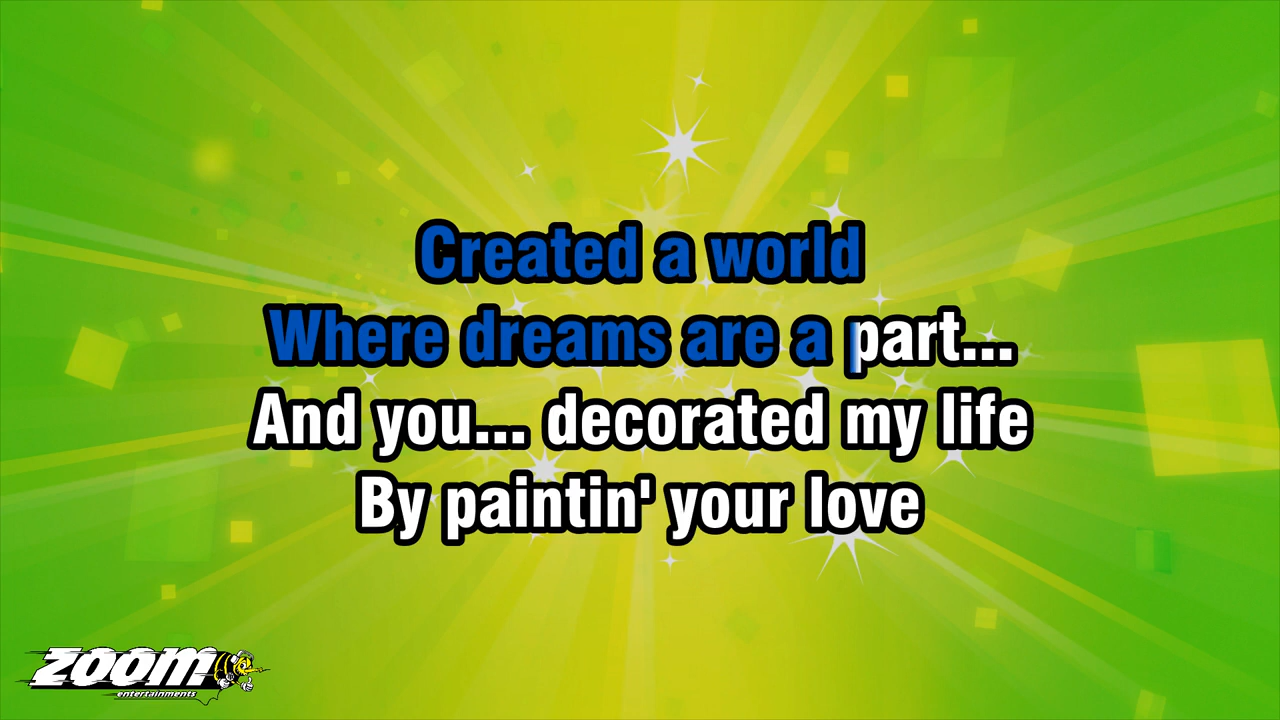 Created a world
Where dreams are a part...
And you... decorated my life
By paintin' your love
ZOOM
entertainments